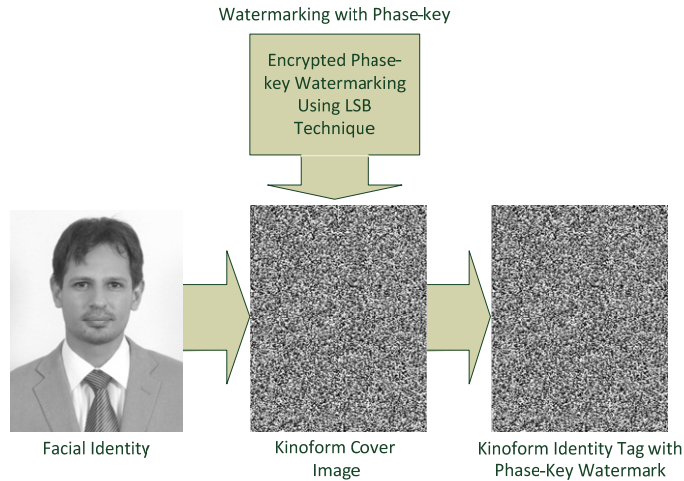 Watermarking with Phase-key
Encrypted Phase-
key Watermarking
Using LSB
Technique
Facial Identity
Kinoform Cover
Image
Kinoform Identity Tag with
Phase-Key Watermark